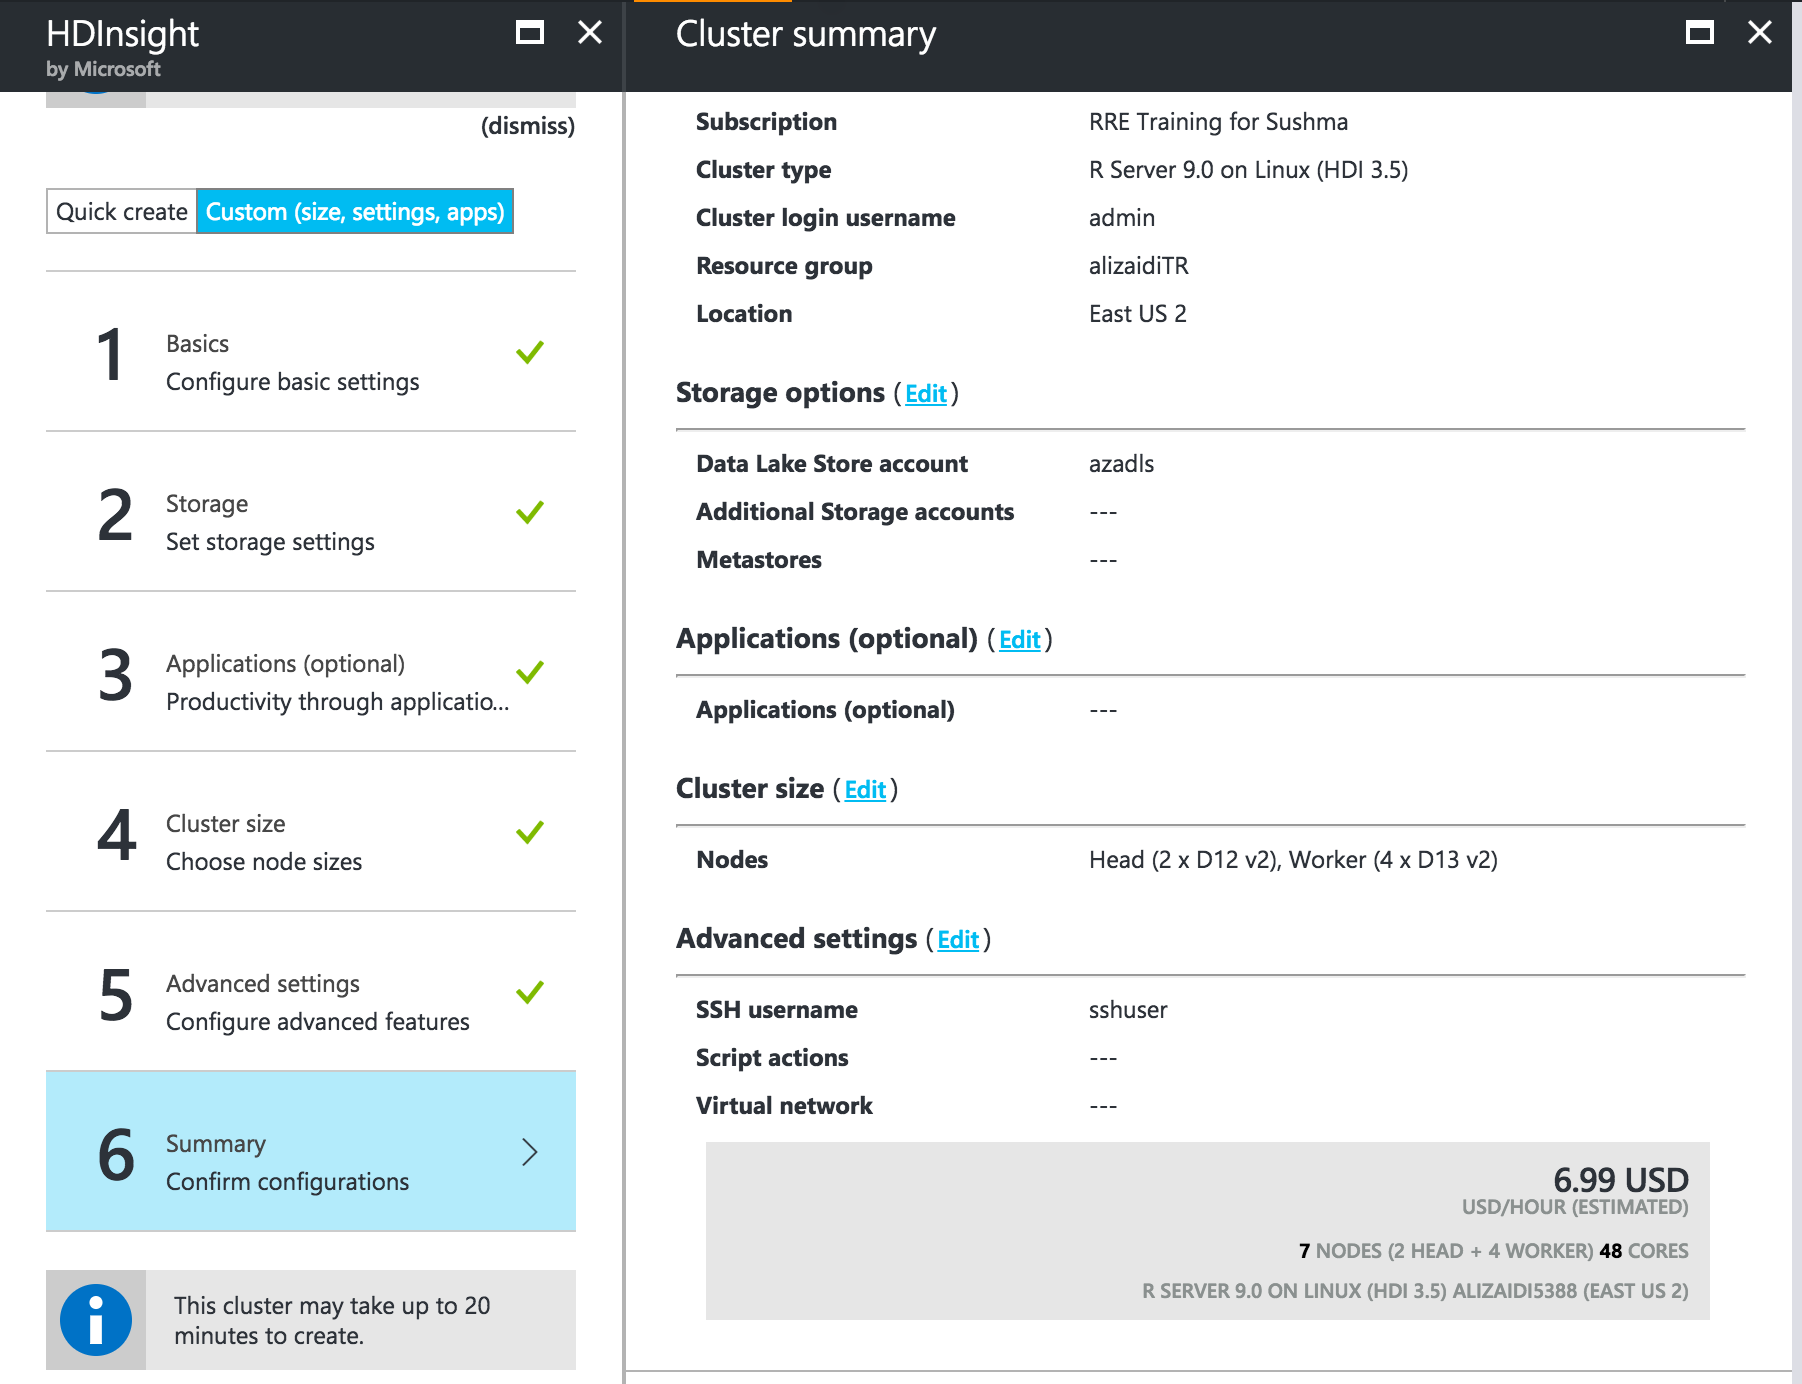 HDInsight
by Microsoft
(dismiss)
Quick create
Custom (size, settings, apps)
1
Basics
Configure basic settings
2
Storage
Set storage settings
3
Applications (optional)
Productivity through applicatio...
4
Cluster size
Choose node sizes
5
Advanced settings
Configure advanced features
6
Summary
Confirm configurations
This cluster may take up to 20
minutes to create.
Cluster summary
Subscription RRE Training for Sushma
Cluster type R Server 9.0 on Linux (HDI 3.5)
Cluster login username admin
Resource group alizaidiTR
Location East US 2
Storage options (Edit)
Data Lake Store account azadls
Additional Storage accounts ---
Metastores ---
Applications (optional) (Edit)
Applications (optional) ---
Cluster size (Edit)
Nodes Head (2 x D12 v2), Worker (4 x D13 v2)
Advanced settings (Edit)
SSH username sshuser
Script actions ---
Virtual network ---
6.99 USD
USD/HOUR (ESTIMATED)
7 NODES (2 HEAD + 4 WORKER) 48 CORES
R SERVER 9.0 ON LINUX (HDI 3.5) ALIZAIDI5388 (EAST US 2)